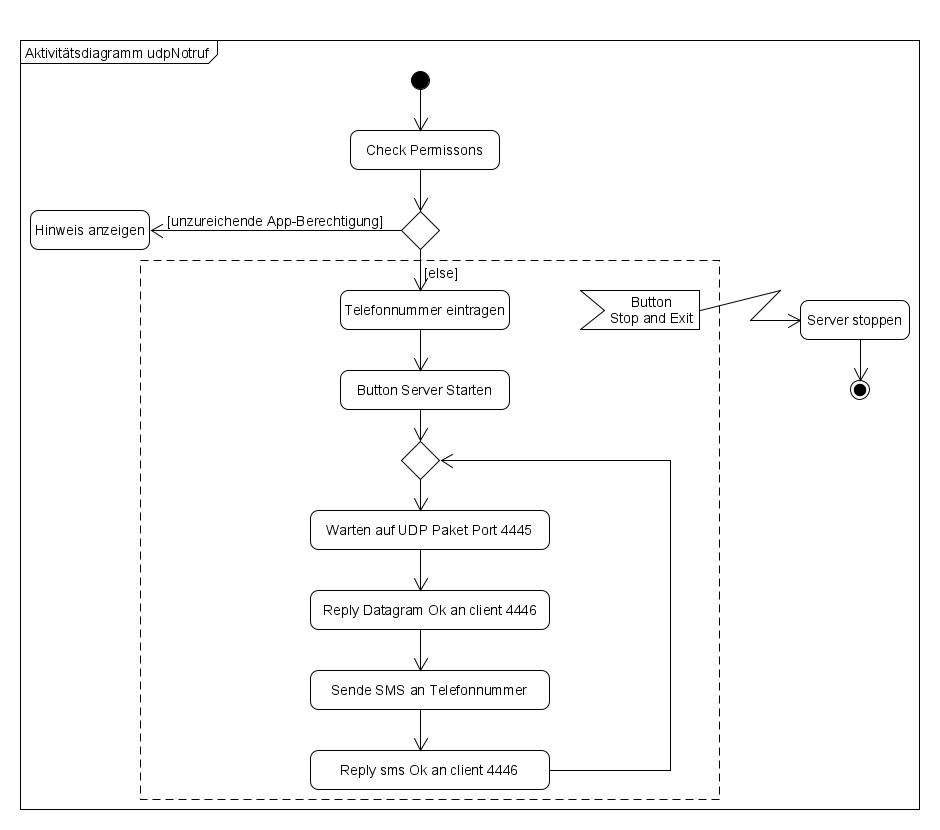 Aktivitätsdiagramm udpNotruf
Check Permissons
[unzureichende App-Berechtigung]
Hinweis anzeigen
[else]
Telefonnummer eintragen
Button
Stop and Exit
Server stoppen
Button Server Starten
Warten auf UDP Paket Port 4445
Reply Datagram Ok an client 4446
Sende SMS an Telefonnummer
Reply sms Ok an client 4446